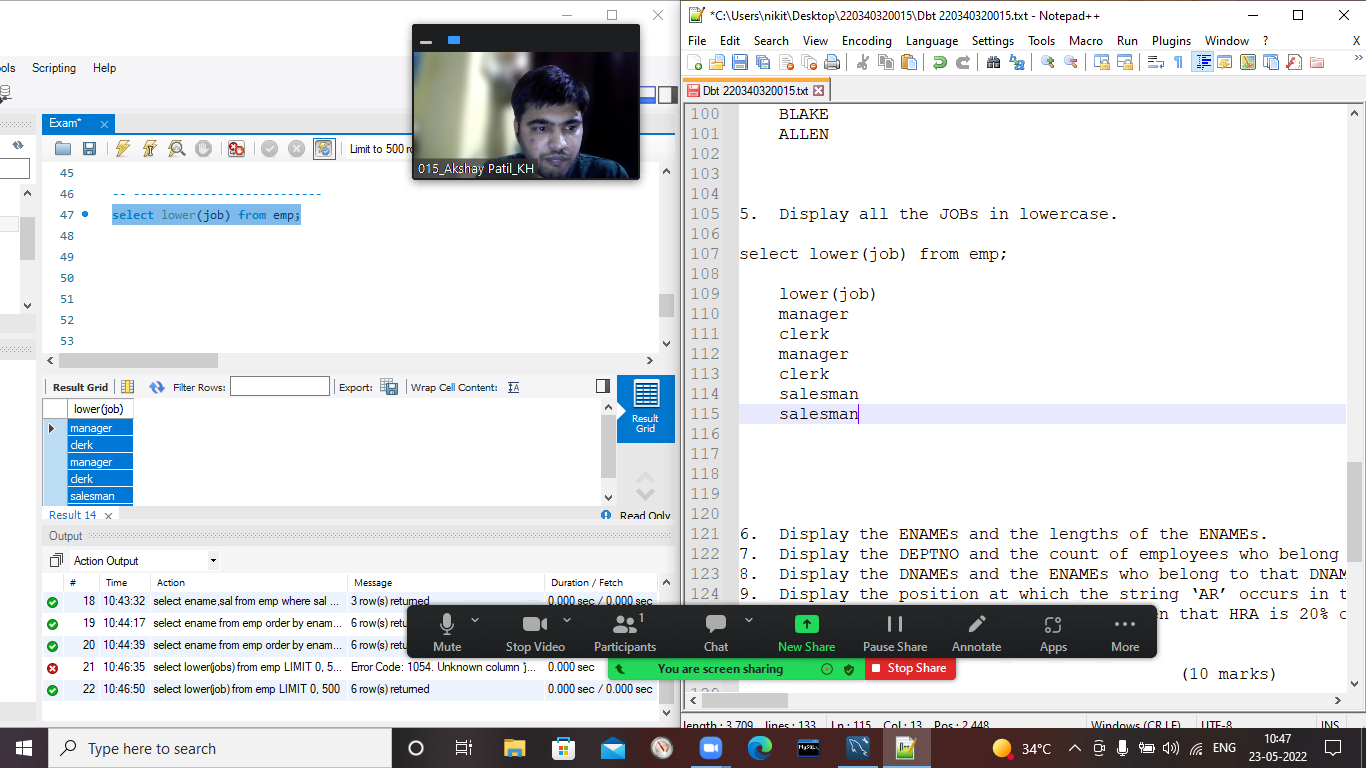 *C:\Users\nikit\Desktop\220340320015\Dbt 220340320015.txt - Notepad++
File Edit Search View Encoding Language Settings Tools Macro Run Plugins Window ? X
ools Scripting Help
Dbt 220340320015.txt
Exam*
Limit to 500 ro
015_Akshay Patil_KH
45
46 -- ---------------------------
47 select lower(job) from emp;
48
49
50
51
52
53
Result Grid Filter Rows: Export: Wrap Cell Content:
lower(job)
manager
clerk
manager
clerk
salesman
Result Grid
Result 14
Read Only
Output
Action Output
# Time Action Message Duration / Fetch
18 10:43:32 select ename,sal from emp where sal ... 3 row(s) returned 0.000 sec / 0.000 sec
19 10:44:17 select ename from emp order by enam... 6 row(s)
20 10:44:39 select ename from emp order by enam... 6 row(s)
21 10:46:35 select lower(jobs) from emp LIMIT 0, 5... Error Code: 1054. Unknown column 'j... 0.000 sec
22 10:46:50 select lower(job) from emp LIMIT 0, 500 6 row(s) returned 0.000 sec / 0.000 sec
100 BLAKE
101 ALLEN
102
103
104
105 5. Display all the JOBs in lowercase.
106
107 select lower(job) from emp;
108
109 lower(job)
110 manager
111 clerk
112 manager
113 clerk
114 salesman
115 salesman
116
117
118
119
120
121 6. Display the ENAMEs and the lengths of the ENAMEs.
122 7. Display the DEPTNO and the count of employees who belong
123 8. Display the DNAMEs and the ENAMEs who belong to that DNAM
124 9. Display the position at which the string ‘AR’ occurs in t
en that HRA is 20% o
(10 marks)
length : 3,709 lines : 133 Ln : 115 Col : 13 Pos : 2,448 Windows (CR LF) UTF-8 INS
Mute Stop Video Participants 1 Chat New Share Pause Share Annotate Apps More
You are screen sharing Stop Share
Type here to search
MySQL
34°C
ENG
10:47
23-05-2022